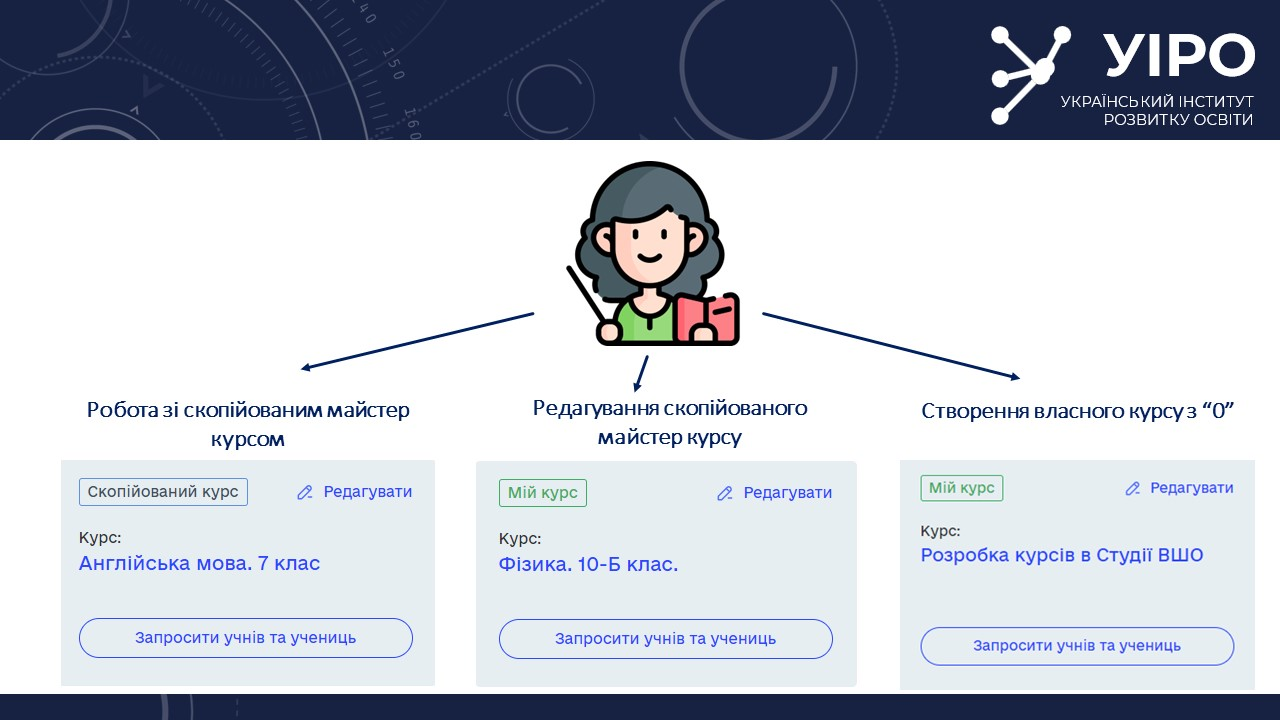 150
160
УІРО
УКРАЇНСЬКИЙ ІНСТИТУТ
РОЗВИТКУ ОСВІТИ
Робота зі скопійованим майстер
курсом
Скопійований курс
Редагувати
Курс:
Англійська мова. 7 клас
Запросити учнів та учениць
Редагування скопійованого
майстер курсу
Мій курс
Редагувати
Курс:
Фізика. 10-Б клас.
Запросити учнів та учениць
Створення власного курсу з “0”
Мій курс
Редагувати
Курс:
Розробка курсів в Студії ВШО
Запросити учнів та учениць